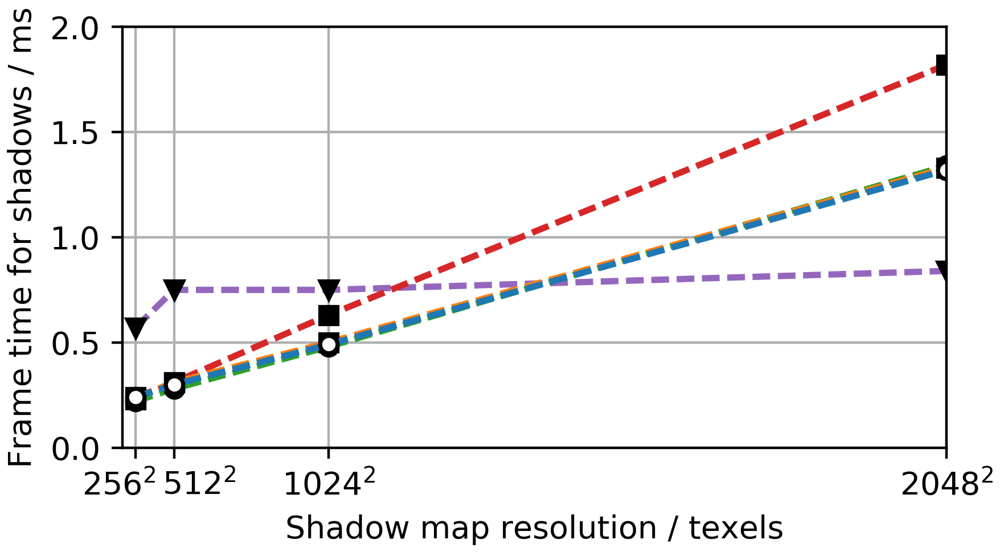 Frame time for shadows / ms
2.0
1.5
1.0
0.5
0.0
256² 512² 1024² 2048²
Shadow map resolution / texels